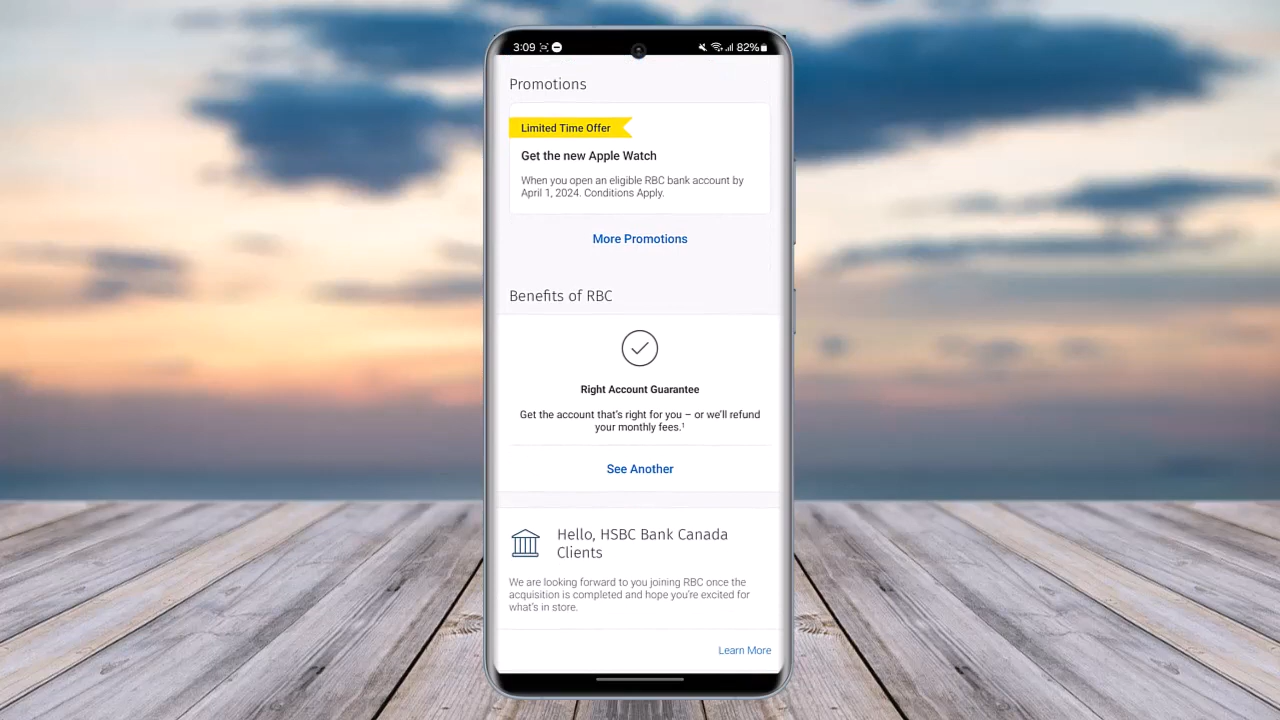 3:09
82%
Promotions
Limited Time Offer
Get the new Apple Watch
When you open an eligible RBC bank account by
April 1, 2024. Conditions Apply.
More Promotions
Benefits of RBC
Right Account Guarantee
Get the account that's right for you – or we'll refund
your monthly fees.¹
See Another
Hello, HSBC Bank Canada
Clients
We are looking forward to you joining RBC once the
acquisition is completed and hope you're excited for
what's in store.
Learn More